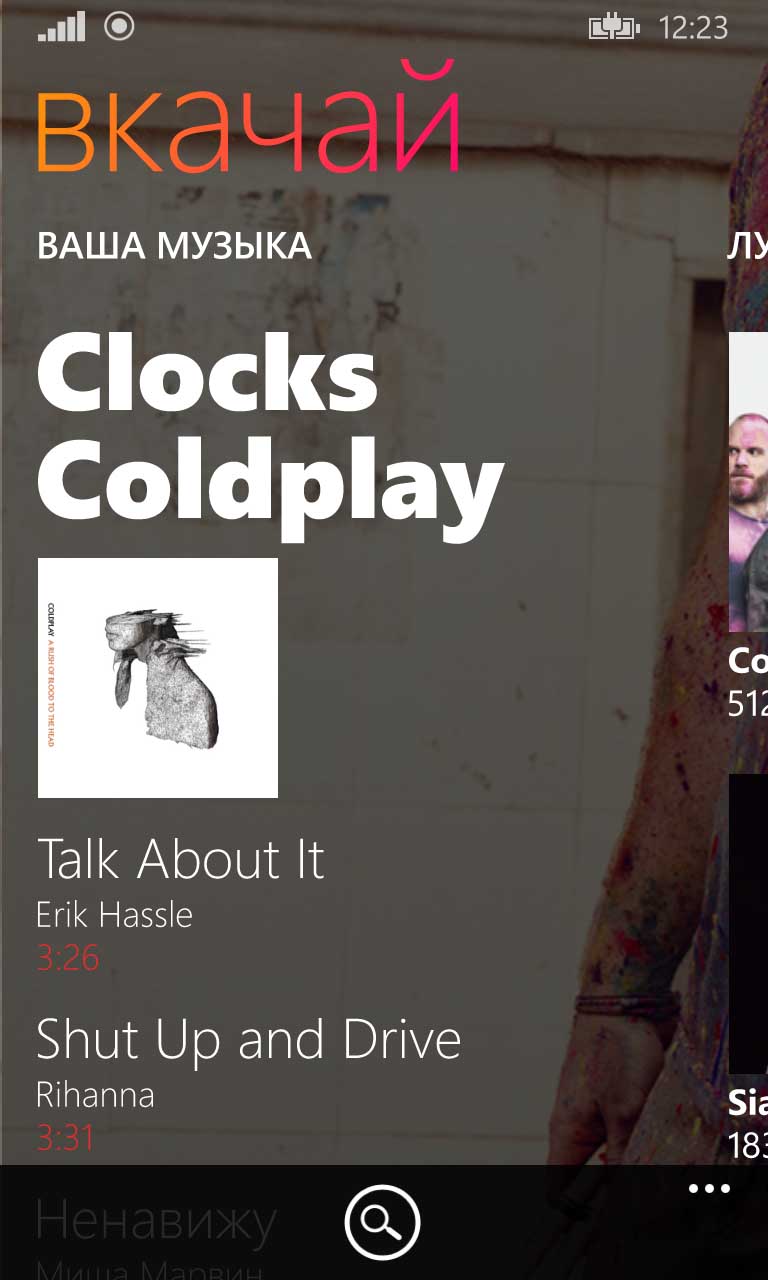 12:23
вкачай
ВАША МУЗЫКА
ЛУ
Clocks
Coldplay
COLDPLAY A RUSH OF BLOOD TO THE HEAD
Co
512
Talk About It
Erik Hassle
3:26
Shut Up and Drive
Rihanna
3:31
Sia
183
Ненавижу
Миша Марвин